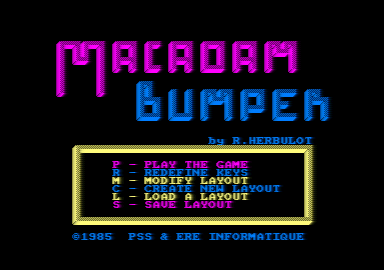 MACADAM
BUMPER
by R.HERBULOT
P - PLAY THE GAME
R - REDEFINE KEYS
M - MODIFY LAYOUT
C - CREATE NEW LAYOUT
L - LOAD A LAYOUT
S - SAVE LAYOUT
©1985 PSS & ERE INFORMATIQUE